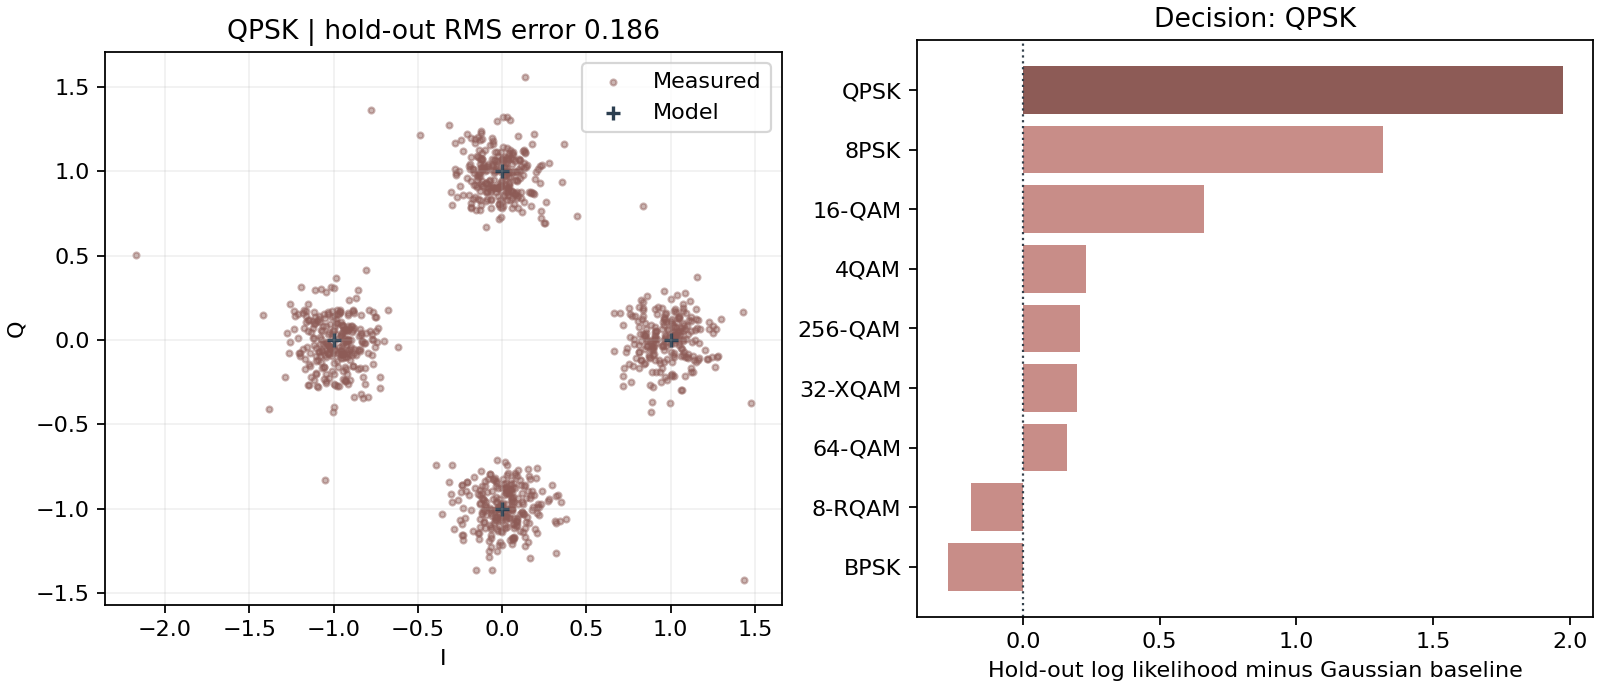 QPSK | hold-out RMS error 0.186
Measured
Model
1.5
1.0
0.5
0.0
−0.5
−1.0
−1.5
Q
−2.0 −1.5 −1.0 −0.5 0.0 0.5 1.0 1.5
I
Decision: QPSK
QPSK
8PSK
16-QAM
4QAM
256-QAM
32-XQAM
64-QAM
8-RQAM
BPSK
0.0 0.5 1.0 1.5 2.0
Hold-out log likelihood minus Gaussian baseline